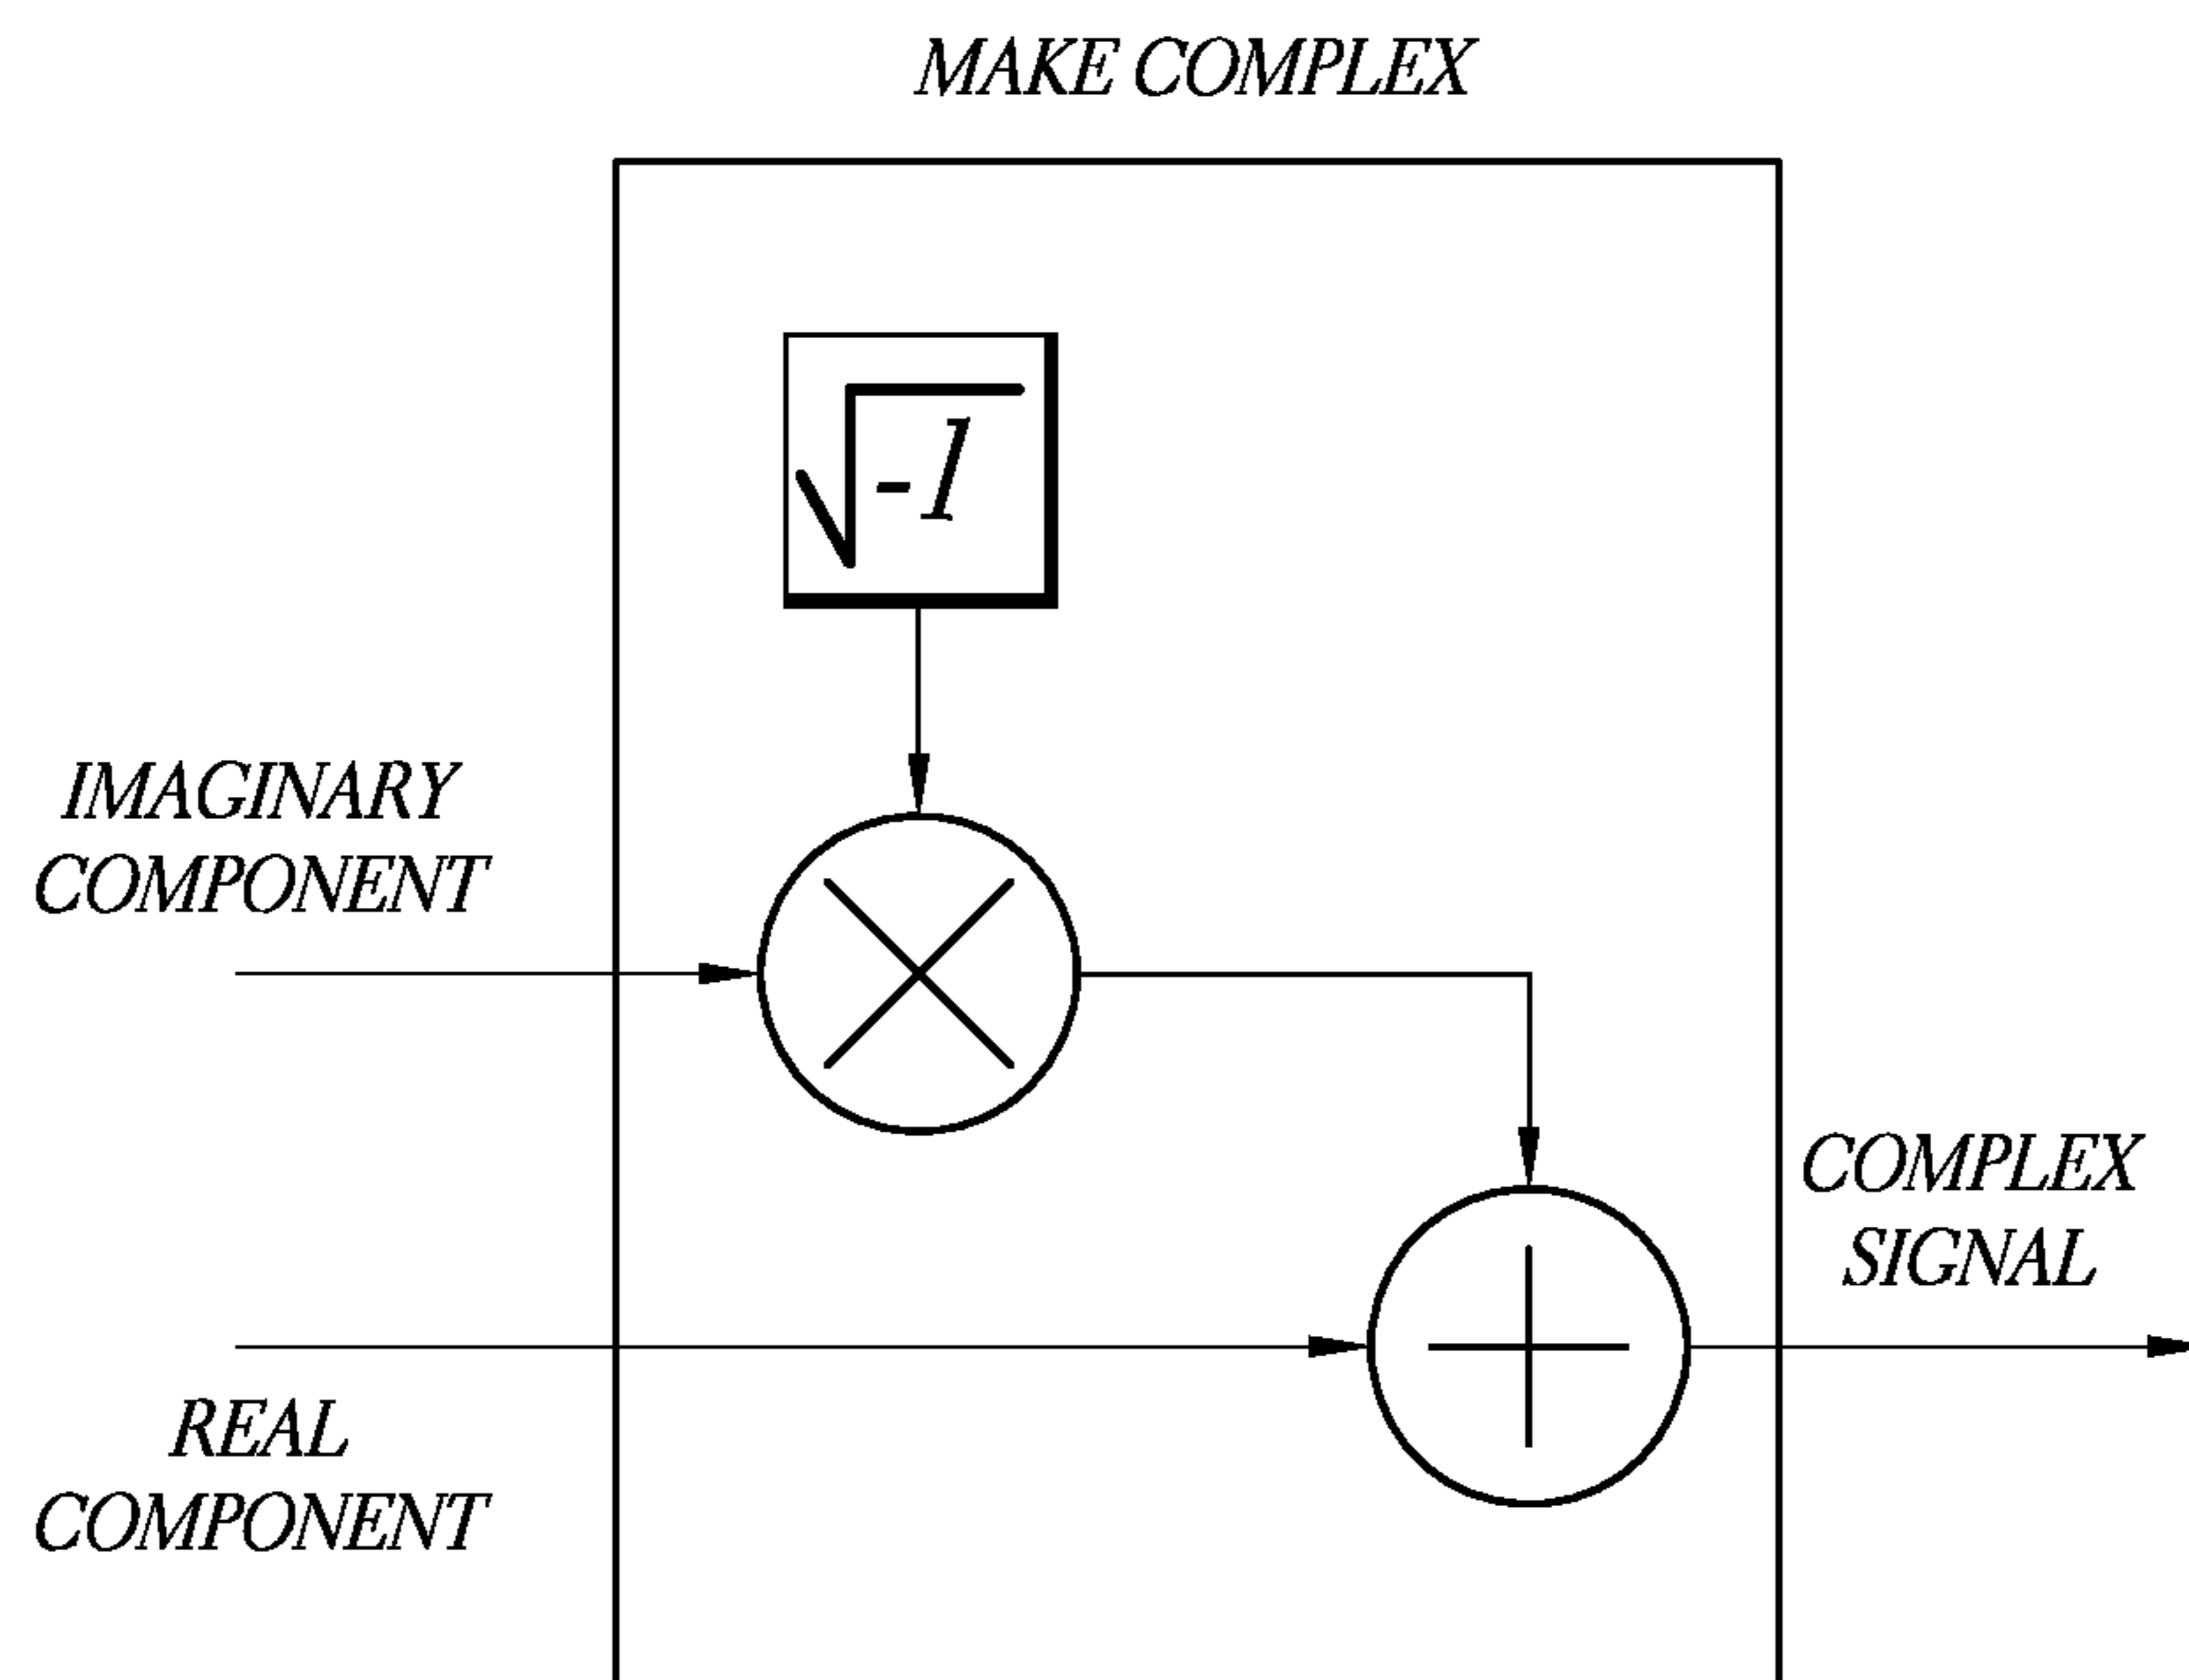 MAKE COMPLEX
√-1
IMAGINARY
COMPONENT
COMPLEX
SIGNAL
REAL
COMPONENT